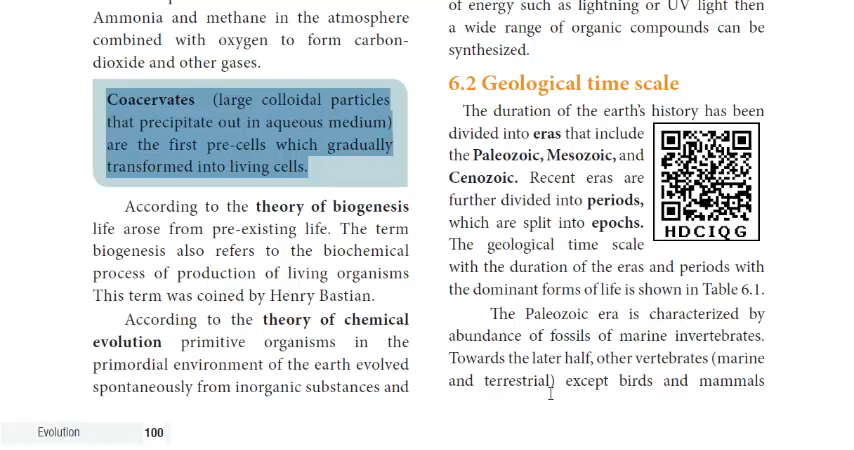 Ammonia and methane in the atmosphere
combined with oxygen to form carbon-
dioxide and other gases.
Coacervates (large colloidal particles
that precipitate out in aqueous medium)
are the first pre-cells which gradually
transformed into living cells.
According to the theory of biogenesis
life arose from pre-existing life. The term
biogenesis also refers to the biochemical
process of production of living organisms
This term was coined by Henry Bastian.
According to the theory of chemical
evolution primitive organisms in the
primordial environment of the earth evolved
spontaneously from inorganic substances and
of energy such as lightning or UV light then
a wide range of organic compounds can be
synthesized.
6.2 Geological time scale
The duration of the earth's history has been
divided into eras that include
the Paleozoic, Mesozoic, and
Cenozoic. Recent eras are
further divided into periods,
which are split into epochs.
The geological time scale
with the duration of the eras and periods with
the dominant forms of life is shown in Table 6.1.
The Paleozoic era is characterized by
abundance of fossils of marine invertebrates.
Towards the later half, other vertebrates (marine
and terrestrial) except birds and mammals
HDCIQG
Evolution 100